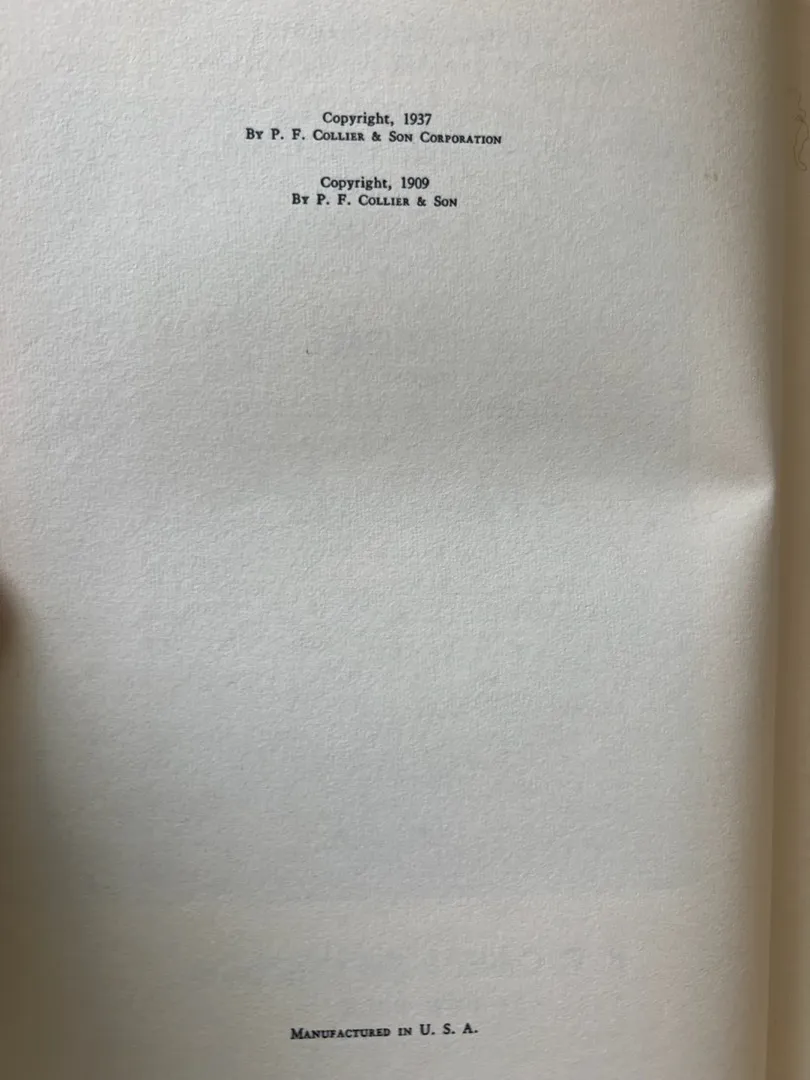 Copyright, 1937
By P. F. Collier & Son Corporation
Copyright, 1909
By P. F. Collier & Son
Manufactured in U. S. A.